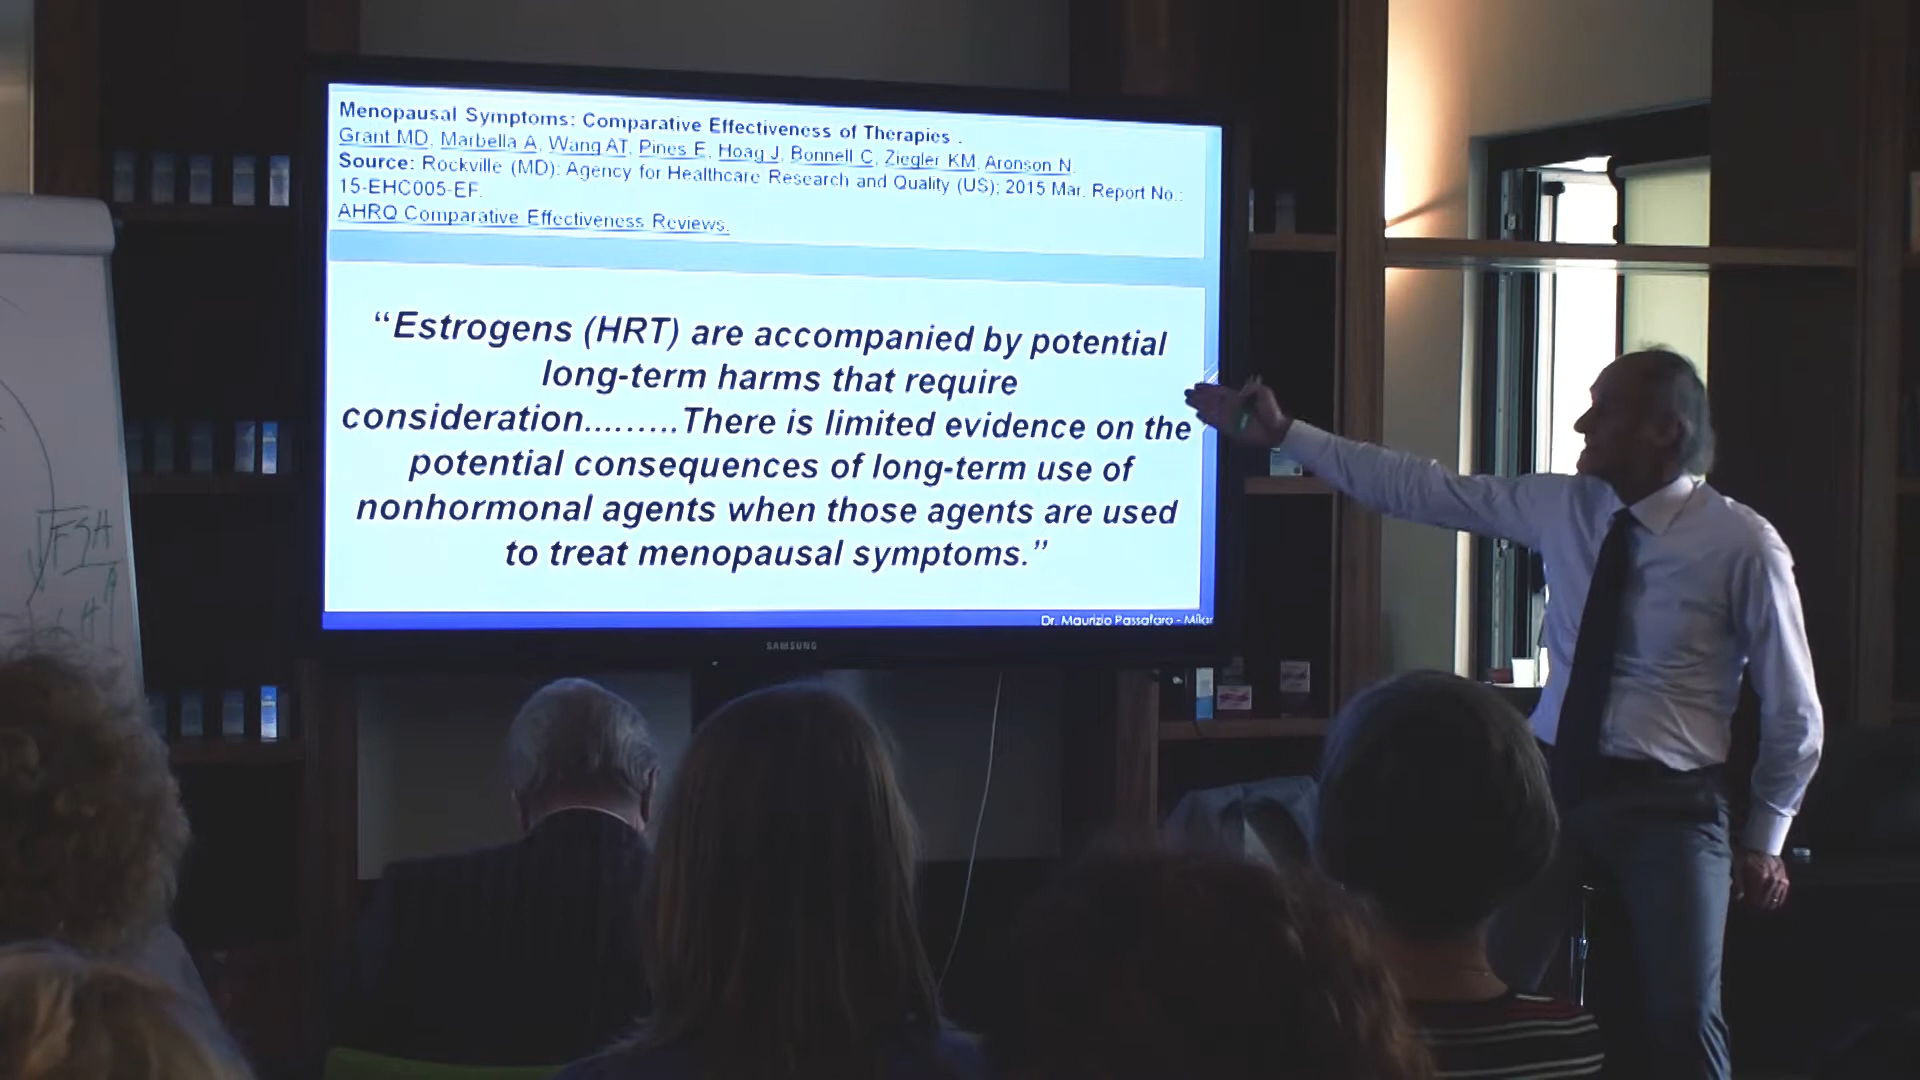 Menopausal Symptoms: Comparative Effectiveness of Therapies .
Grant MD, Marbella A, Wang AT, Pines E, Hoag J, Bonnell C, Ziegler KM, Aronson N.
Source: Rockville (MD): Agency for Healthcare Research and Quality (US); 2015 Mar. Report No.:
15-EHC005-EF.
AHRQ Comparative Effectiveness Reviews.
“Estrogens (HRT) are accompanied by potential
long-term harms that require
consideration.........There is limited evidence on the
potential consequences of long-term use of
nonhormonal agents when those agents are used
to treat menopausal symptoms.”
Dr. Maurizio Passafaro - Milan
SAMSUNG
FSH